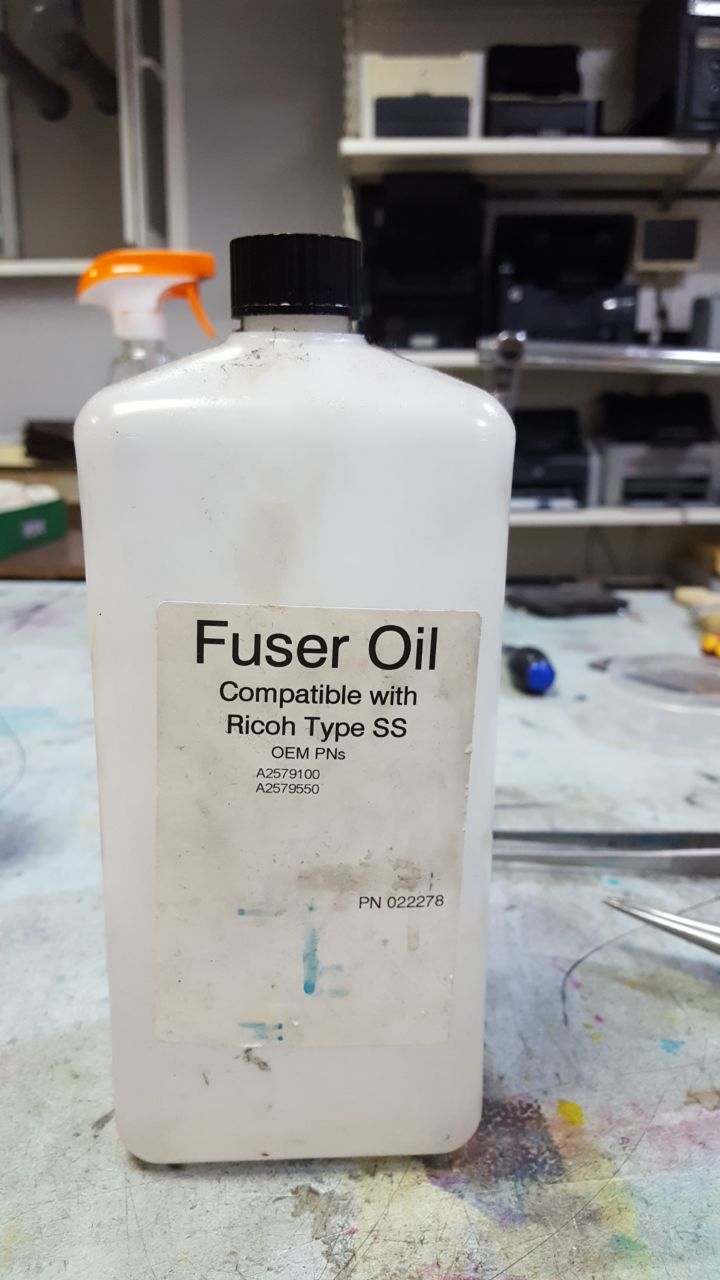 Fuser Oil
Compatible with
Ricoh Type SS
OEM PNs
A2579100
A2579550
PN 022278